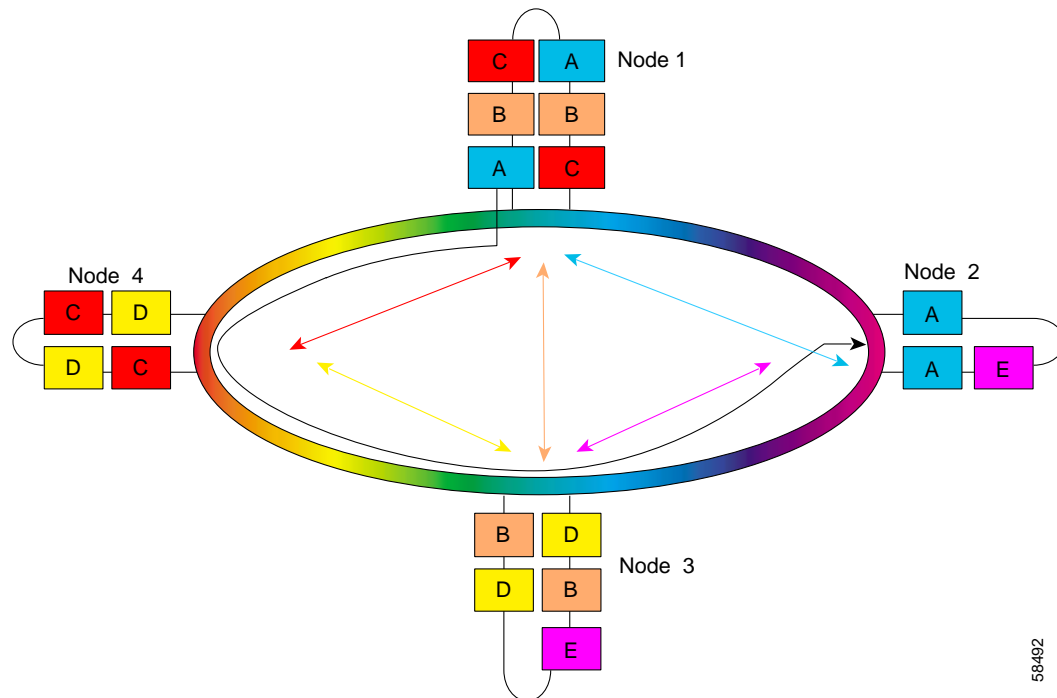 C A Node 1
B B
A C
Node 4
Node 2
C D
A
D C
A E
B D
Node 3
D B
E
58492